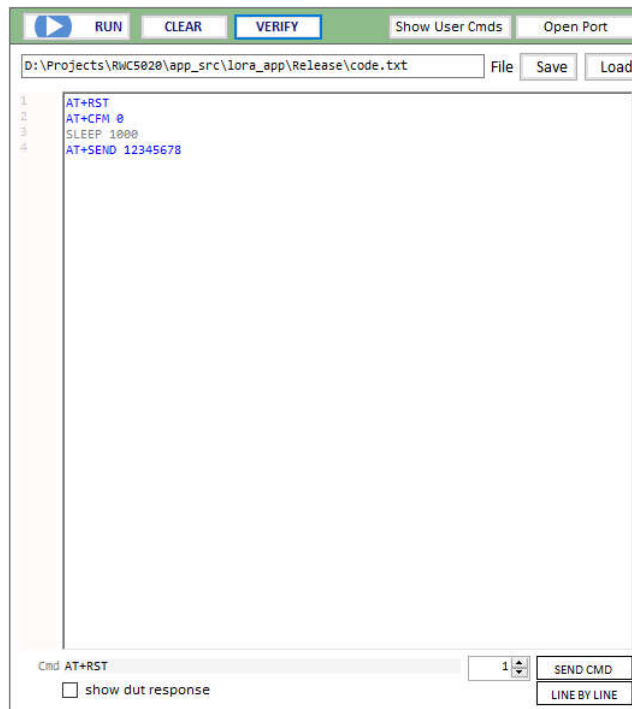 RUN CLEAR VERIFY Show User Cmds Open Port
D:\Projects\RWC5020\app_src\lora_app\Release\code.txt File Save Load
1 AT+RST
2 AT+CFM 0
3 SLEEP 1000
4 AT+SEND 12345678
Cmd AT+RST 1 SEND CMD
show dut response LINE BY LINE